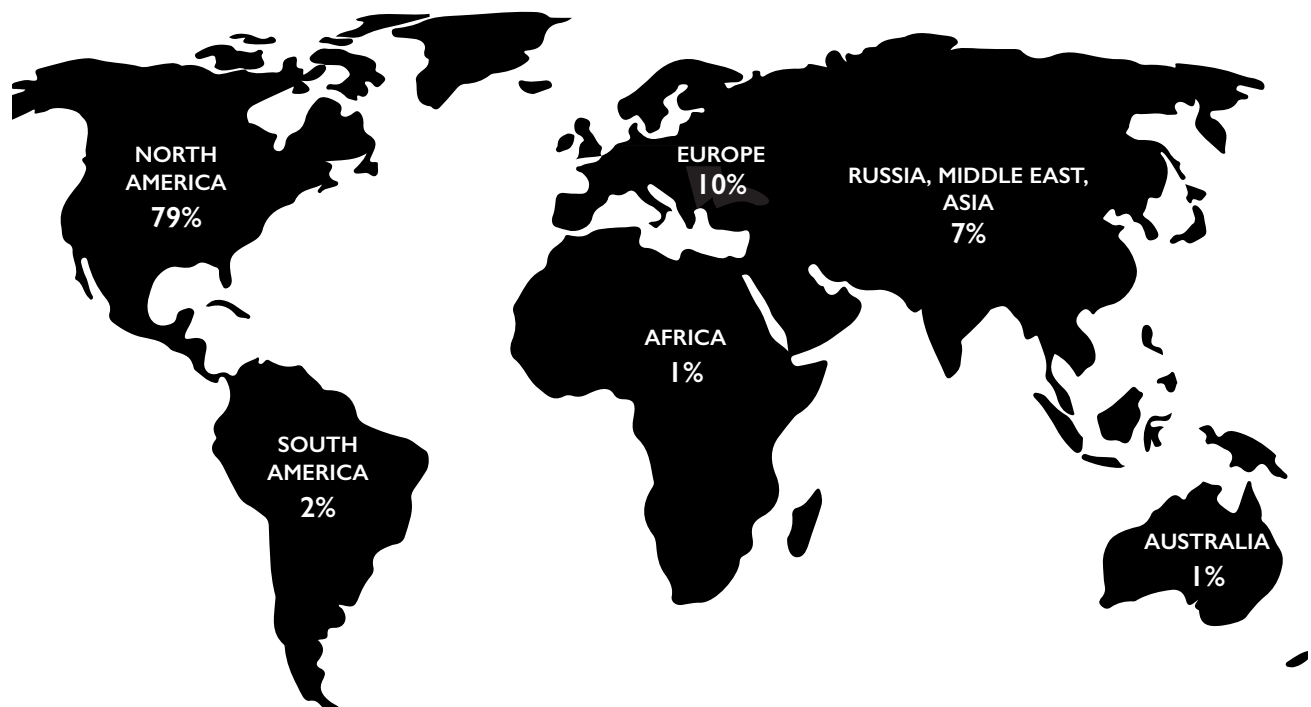 NORTH
AMERICA
79%
EUROPE
10%
RUSSIA, MIDDLE EAST,
ASIA
7%
AFRICA
1%
SOUTH
AMERICA
2%
AUSTRALIA
1%